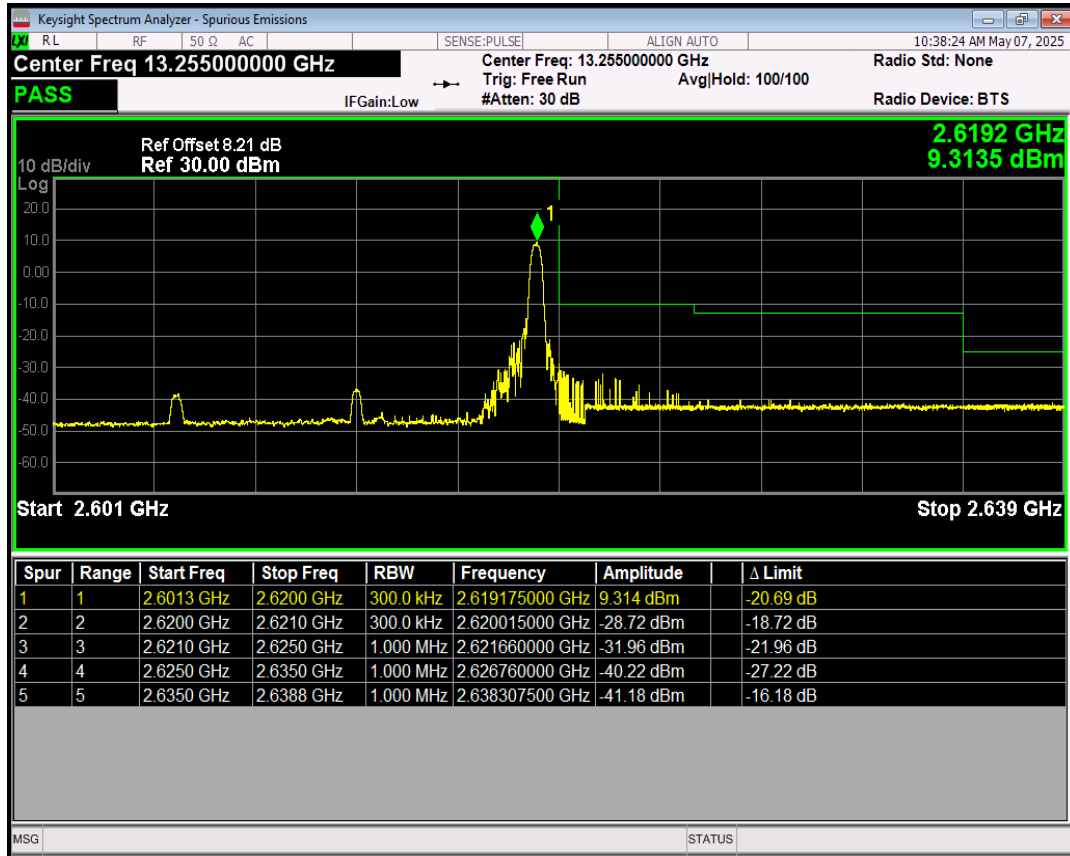 Keysight Spectrum Analyzer - Spurious Emissions
LXI RL RF 50 Ω AC SENSE:PULSE ALIGN AUTO 10:38:24 AM May 07, 2025
Center Freq 13.255000000 GHz Center Freq: 13.255000000 GHz Radio Std: None
Trig: Free Run Avg|Hold: 100/100
PASS IFGain:Low #Atten: 30 dB Radio Device: BTS
2.6192 GHz
Ref Offset 8.21 dB
9.3135 dBm
10 dB/div Ref 30.00 dBm
Log
20.0
1
10.0
0.00
-10.0
-20.0
-30.0
-40.0
-50.0
-60.0
Start 2.601 GHz Stop 2.639 GHz
Spur Range Start Freq Stop Freq RBW Frequency Amplitude Δ Limit
1 1 2.6013 GHz 2.6200 GHz 300.0 kHz 2.619175000 GHz 9.314 dBm -20.69 dB
2 2 2.6200 GHz 2.6210 GHz 300.0 kHz 2.620015000 GHz -28.72 dBm -18.72 dB
3 3 2.6210 GHz 2.6250 GHz 1.000 MHz 2.621660000 GHz -31.96 dBm -21.96 dB
4 4 2.6250 GHz 2.6350 GHz 1.000 MHz 2.626760000 GHz -40.22 dBm -27.22 dB
5 5 2.6350 GHz 2.6388 GHz 1.000 MHz 2.638307500 GHz -41.18 dBm -16.18 dB
MSG STATUS